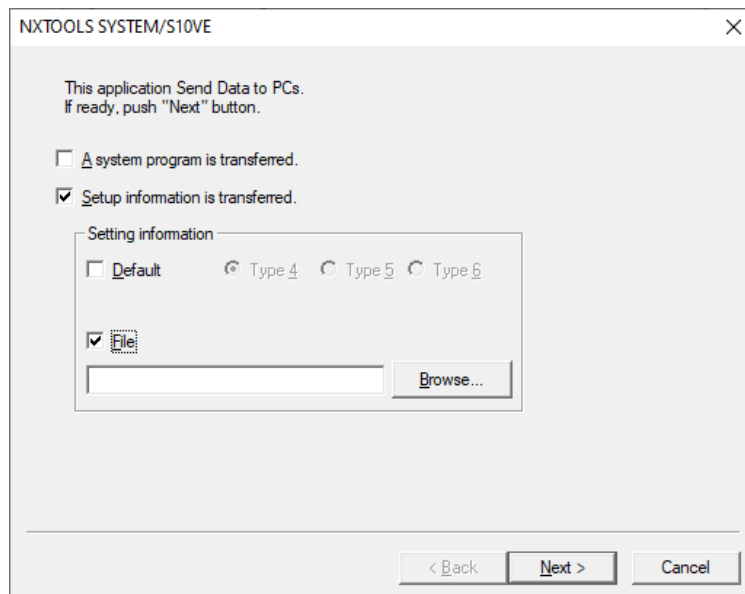 NXTOOLS SYSTEM/S10VE
This application Send Data to PCs.
If ready, push "Next" button.
A system program is transferred.
Setup information is transferred.
Setting information
Default Type 4 Type 5 Type 6
File
Browse...
< Back Next > Cancel